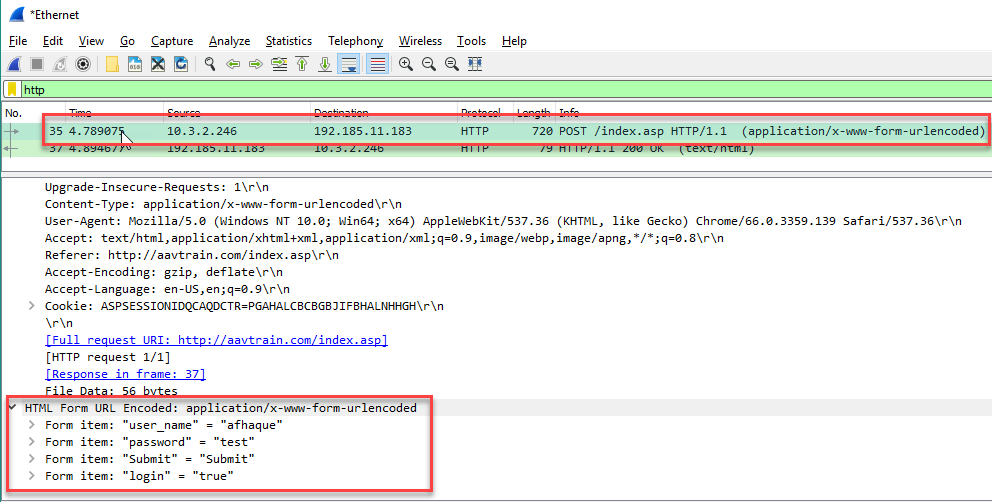 *Ethernet
File Edit View Go Capture Analyze Statistics Telephony Wireless Tools Help
http
No. Time Source Destination Protocol Length Info
35 4.789075 10.3.2.246 192.185.11.183 HTTP 720 POST /index.asp HTTP/1.1 (application/x-www-form-urlencoded)
37 4.894677 192.185.11.183 10.3.2.246 HTTP 79 HTTP/1.1 200 OK (text/html)
Upgrade-Insecure-Requests: 1\r\n
Content-Type: application/x-www-form-urlencoded\r\n
User-Agent: Mozilla/5.0 (Windows NT 10.0; Win64; x64) AppleWebKit/537.36 (KHTML, like Gecko) Chrome/66.0.3359.139 Safari/537.36\r\n
Accept: text/html,application/xhtml+xml,application/xml;q=0.9,image/webp,image/apng,*/*;q=0.8\r\n
Referer: http://aavtrain.com/index.asp\r\n
Accept-Encoding: gzip, deflate\r\n
Accept-Language: en-US,en;q=0.9\r\n
Cookie: ASPSESSIONIDQCAQDCTR=PGAHALCBCBGBJIFBHALNHHGH\r\n
\r\n
[Full request URI: http://aavtrain.com/index.asp]
[HTTP request 1/1]
[Response in frame: 37]
File Data: 56 bytes
HTML Form URL Encoded: application/x-www-form-urlencoded
Form item: "user_name" = "afhaque"
Form item: "password" = "test"
Form item: "Submit" = "Submit"
Form item: "login" = "true"